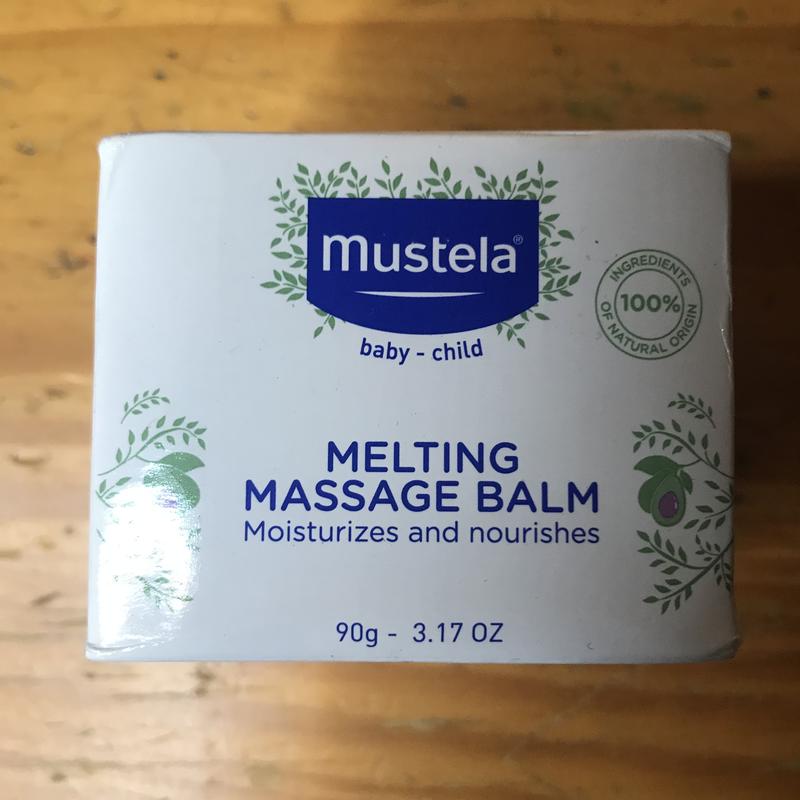 mustela®
baby - child
INGREDIENTS
100%
OF NATURAL ORIGIN
MELTING
MASSAGE BALM
Moisturizes and nourishes
90g - 3.17 OZ